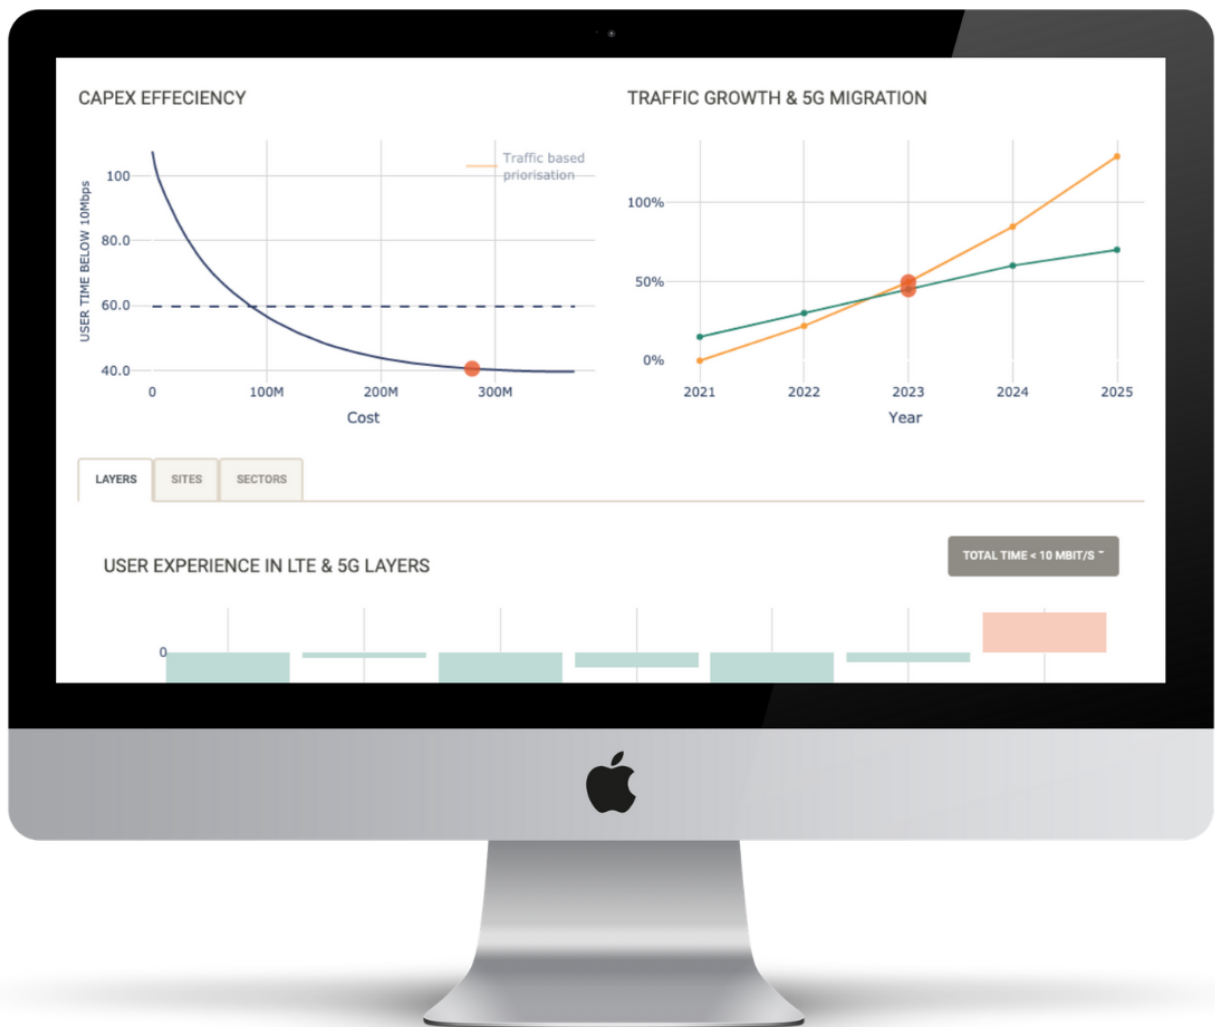 CAPEX EFFECIENCY
USER TIME BELOW 10Mbps
100
80.0
60.0
40.0
0
100M
200M
300M
Cost
Traffic based
priorisation
TRAFFIC GROWTH & 5G MIGRATION
100%
50%
0%
2021
2022
2023
2024
2025
Year
LAYERS
SITES
SECTORS
USER EXPERIENCE IN LTE & 5G LAYERS
TOTAL TIME < 10 MBIT/S
0